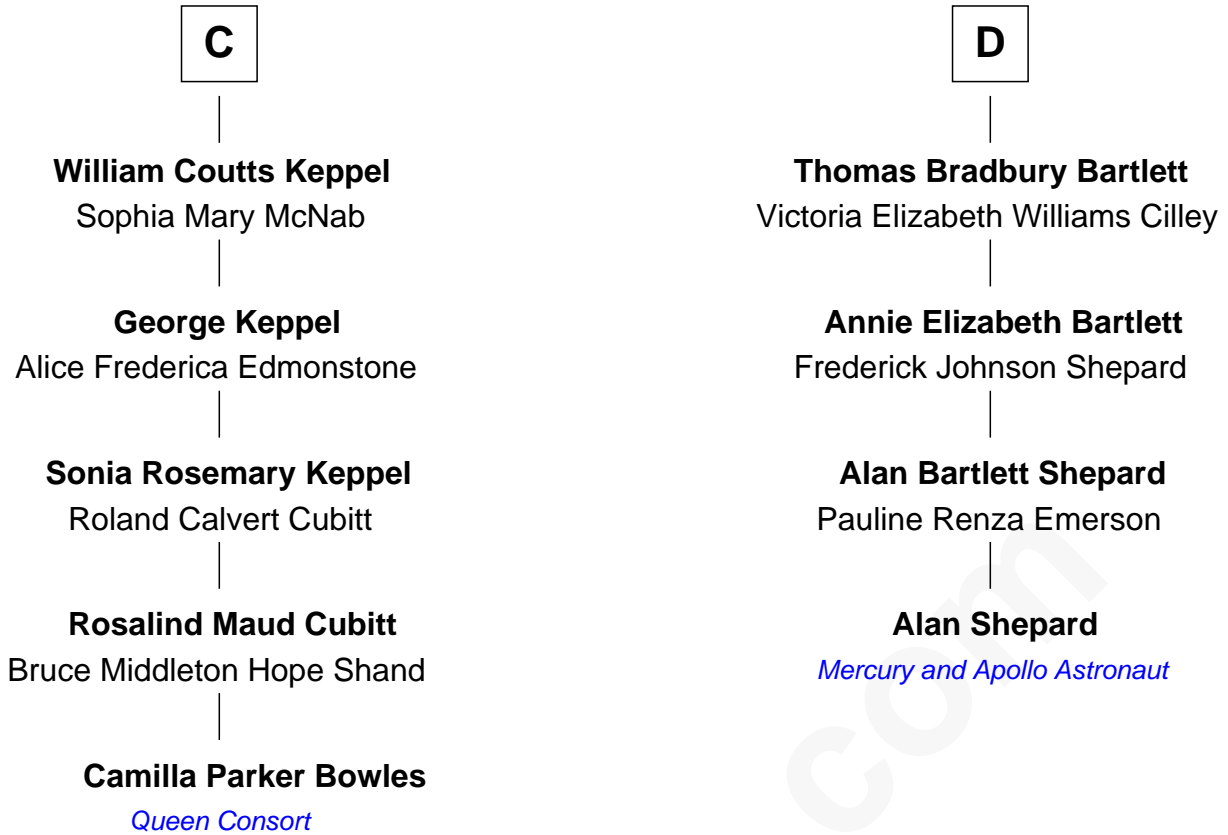 C
D
William Coutts Keppel
Sophia Mary McNab
Thomas Bradbury Bartlett
Victoria Elizabeth Williams Cilley
George Keppel
Alice Frederica Edmonstone
Annie Elizabeth Bartlett
Frederick Johnson Shepard
Sonia Rosemary Keppel
Roland Calvert Cubitt
Alan Bartlett Shepard
Pauline Renza Emerson
Rosalind Maud Cubitt
Bruce Middleton Hope Shand
Alan Shepard
Mercury and Apollo Astronaut
Camilla Parker Bowles
Queen Consort
com